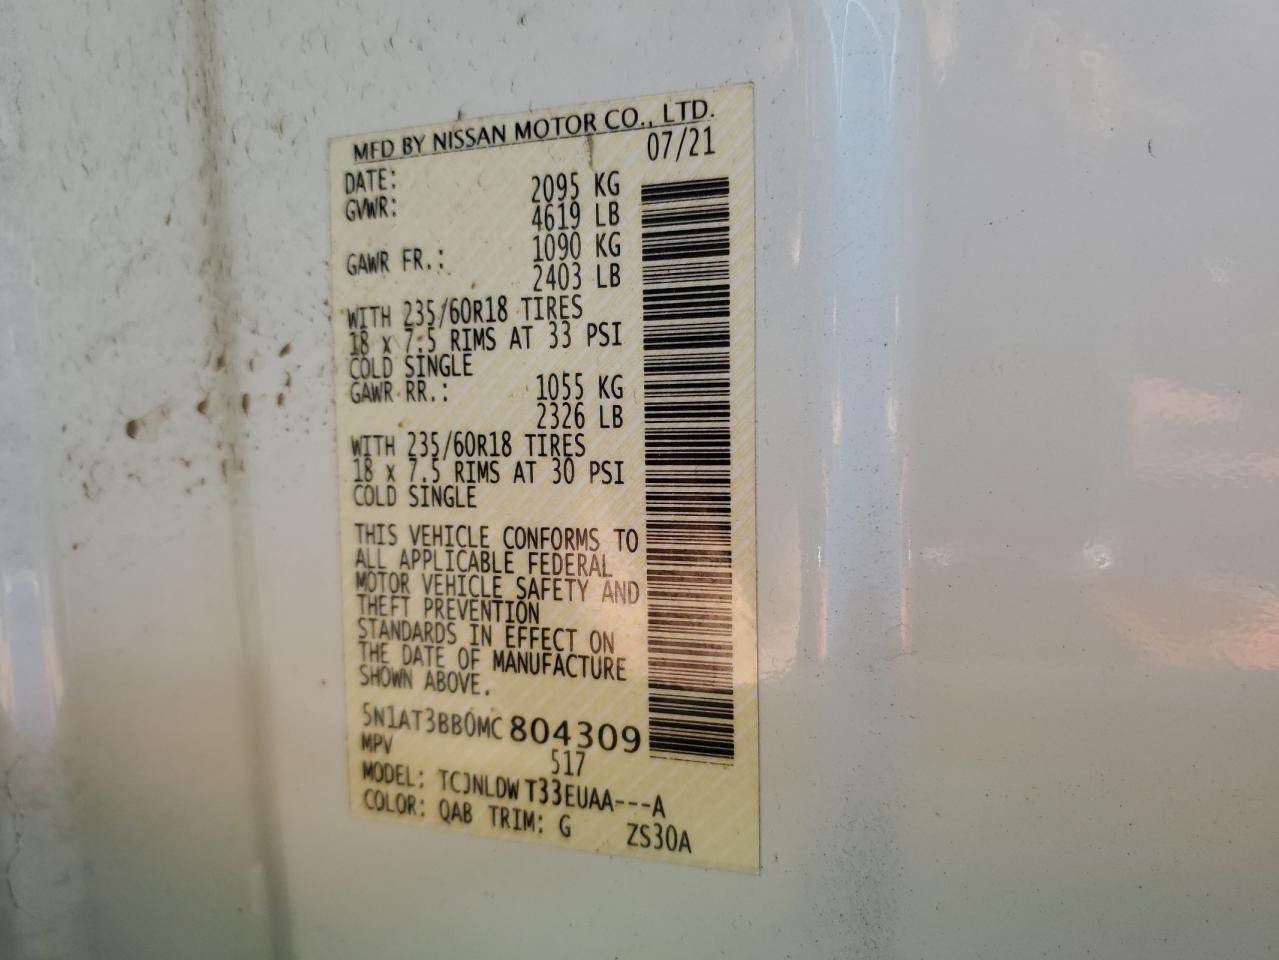 MFD BY NISSAN MOTOR CO., LTD.
DATE: 07/21
GVWR: 2095 KG
4619 LB
GAWR FR.: 1090 KG
2403 LB
WITH 235/60R18 TIRES
18 x 7.5 RIMS AT 33 PSI
COLD SINGLE
GAWR RR.: 1055 KG
2326 LB
WITH 235/60R18 TIRES
18 x 7.5 RIMS AT 30 PSI
COLD SINGLE
THIS VEHICLE CONFORMS TO
ALL APPLICABLE FEDERAL
MOTOR VEHICLE SAFETY AND
THEFT PREVENTION
STANDARDS IN EFFECT ON
THE DATE OF MANUFACTURE
SHOWN ABOVE.
5N1AT3BB0MC804309
MPV 517
MODEL: TCJNLDW T33EUAA---A
COLOR: QAB TRIM: G ZS30A